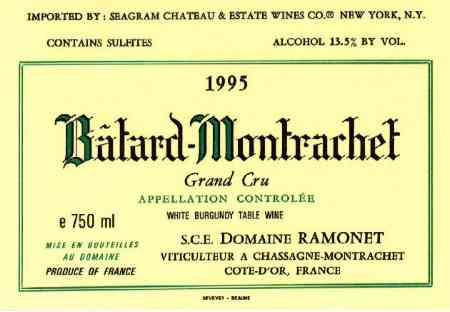 IMPORTED BY : SEAGRAM CHATEAU & ESTATE WINES CO.® NEW YORK, N.Y.
CONTAINS SULFITES ALCOHOL 13.5% BY VOL.
1995
Bâtard-Montrachet
Grand Cru
APPELLATION CONTROLÉE
WHITE BURGUNDY TABLE WINE
e 750 ml
S.C.E. DOMAINE RAMONET
MISE EN BOUTEILLES
VITICULTEUR A CHASSAGNE-MONTRACHET
AU DOMAINE
PRODUCE OF FRANCE
COTE-D'OR, FRANCE
BEAUNE